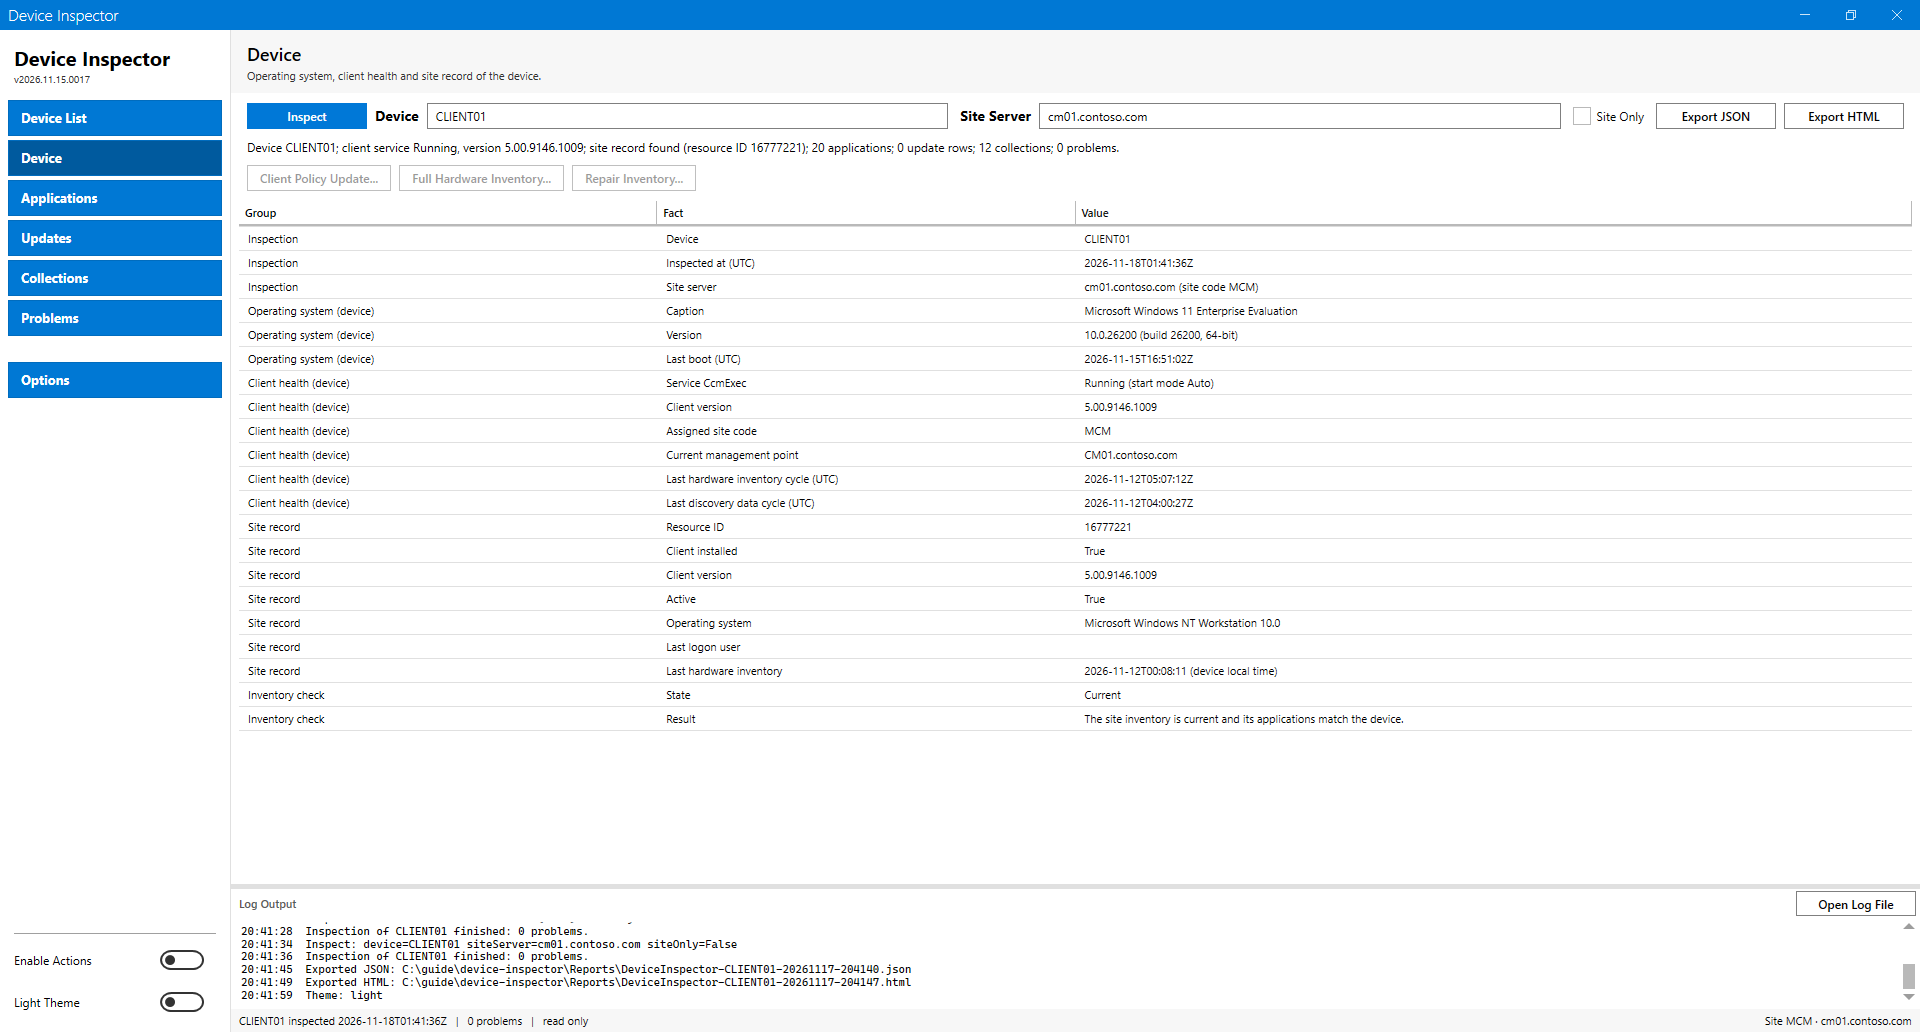 Device Inspector
Device Inspector
v2026.11.15.0017
Device List
Device
Applications
Updates
Collections
Problems
Options
Enable Actions
Light Theme
Device
Operating system, client health and site record of the device.
Inspect Device CLIENT01 Site Server cm01.contoso.com Site Only Export JSON Export HTML
Device CLIENT01; client service Running, version 5.00.9146.1009; site record found (resource ID 16777221); 20 applications; 0 update rows; 12 collections; 0 problems.
Client Policy Update... Full Hardware Inventory... Repair Inventory...
Group Fact Value
Inspection Device CLIENT01
Inspection Inspected at (UTC) 2026-11-18T01:41:36Z
Inspection Site server cm01.contoso.com (site code MCM)
Operating system (device) Caption Microsoft Windows 11 Enterprise Evaluation
Operating system (device) Version 10.0.26200 (build 26200, 64-bit)
Operating system (device) Last boot (UTC) 2026-11-15T16:51:02Z
Client health (device) Service CcmExec Running (start mode Auto)
Client health (device) Client version 5.00.9146.1009
Client health (device) Assigned site code MCM
Client health (device) Current management point CM01.contoso.com
Client health (device) Last hardware inventory cycle (UTC) 2026-11-12T05:07:12Z
Client health (device) Last discovery data cycle (UTC) 2026-11-12T04:00:27Z
Site record Resource ID 16777221
Site record Client installed True
Site record Client version 5.00.9146.1009
Site record Active True
Site record Operating system Microsoft Windows NT Workstation 10.0
Site record Last logon user
Site record Last hardware inventory 2026-11-12T00:08:11 (device local time)
Inventory check State Current
Inventory check Result The site inventory is current and its applications match the device.
Log Output Open Log File
20:41:28 Inspection of CLIENT01 finished: 0 problems.
20:41:34 Inspect: device=CLIENT01 siteServer=cm01.contoso.com siteOnly=False
20:41:36 Inspection of CLIENT01 finished: 0 problems.
20:41:45 Exported JSON: C:\guide\device-inspector\Reports\DeviceInspector-CLIENT01-20261117-204140.json
20:41:49 Exported HTML: C:\guide\device-inspector\Reports\DeviceInspector-CLIENT01-20261117-204147.html
20:41:59 Theme: light
CLIENT01 inspected 2026-11-18T01:41:36Z | 0 problems | read only Site MCM · cm01.contoso.com